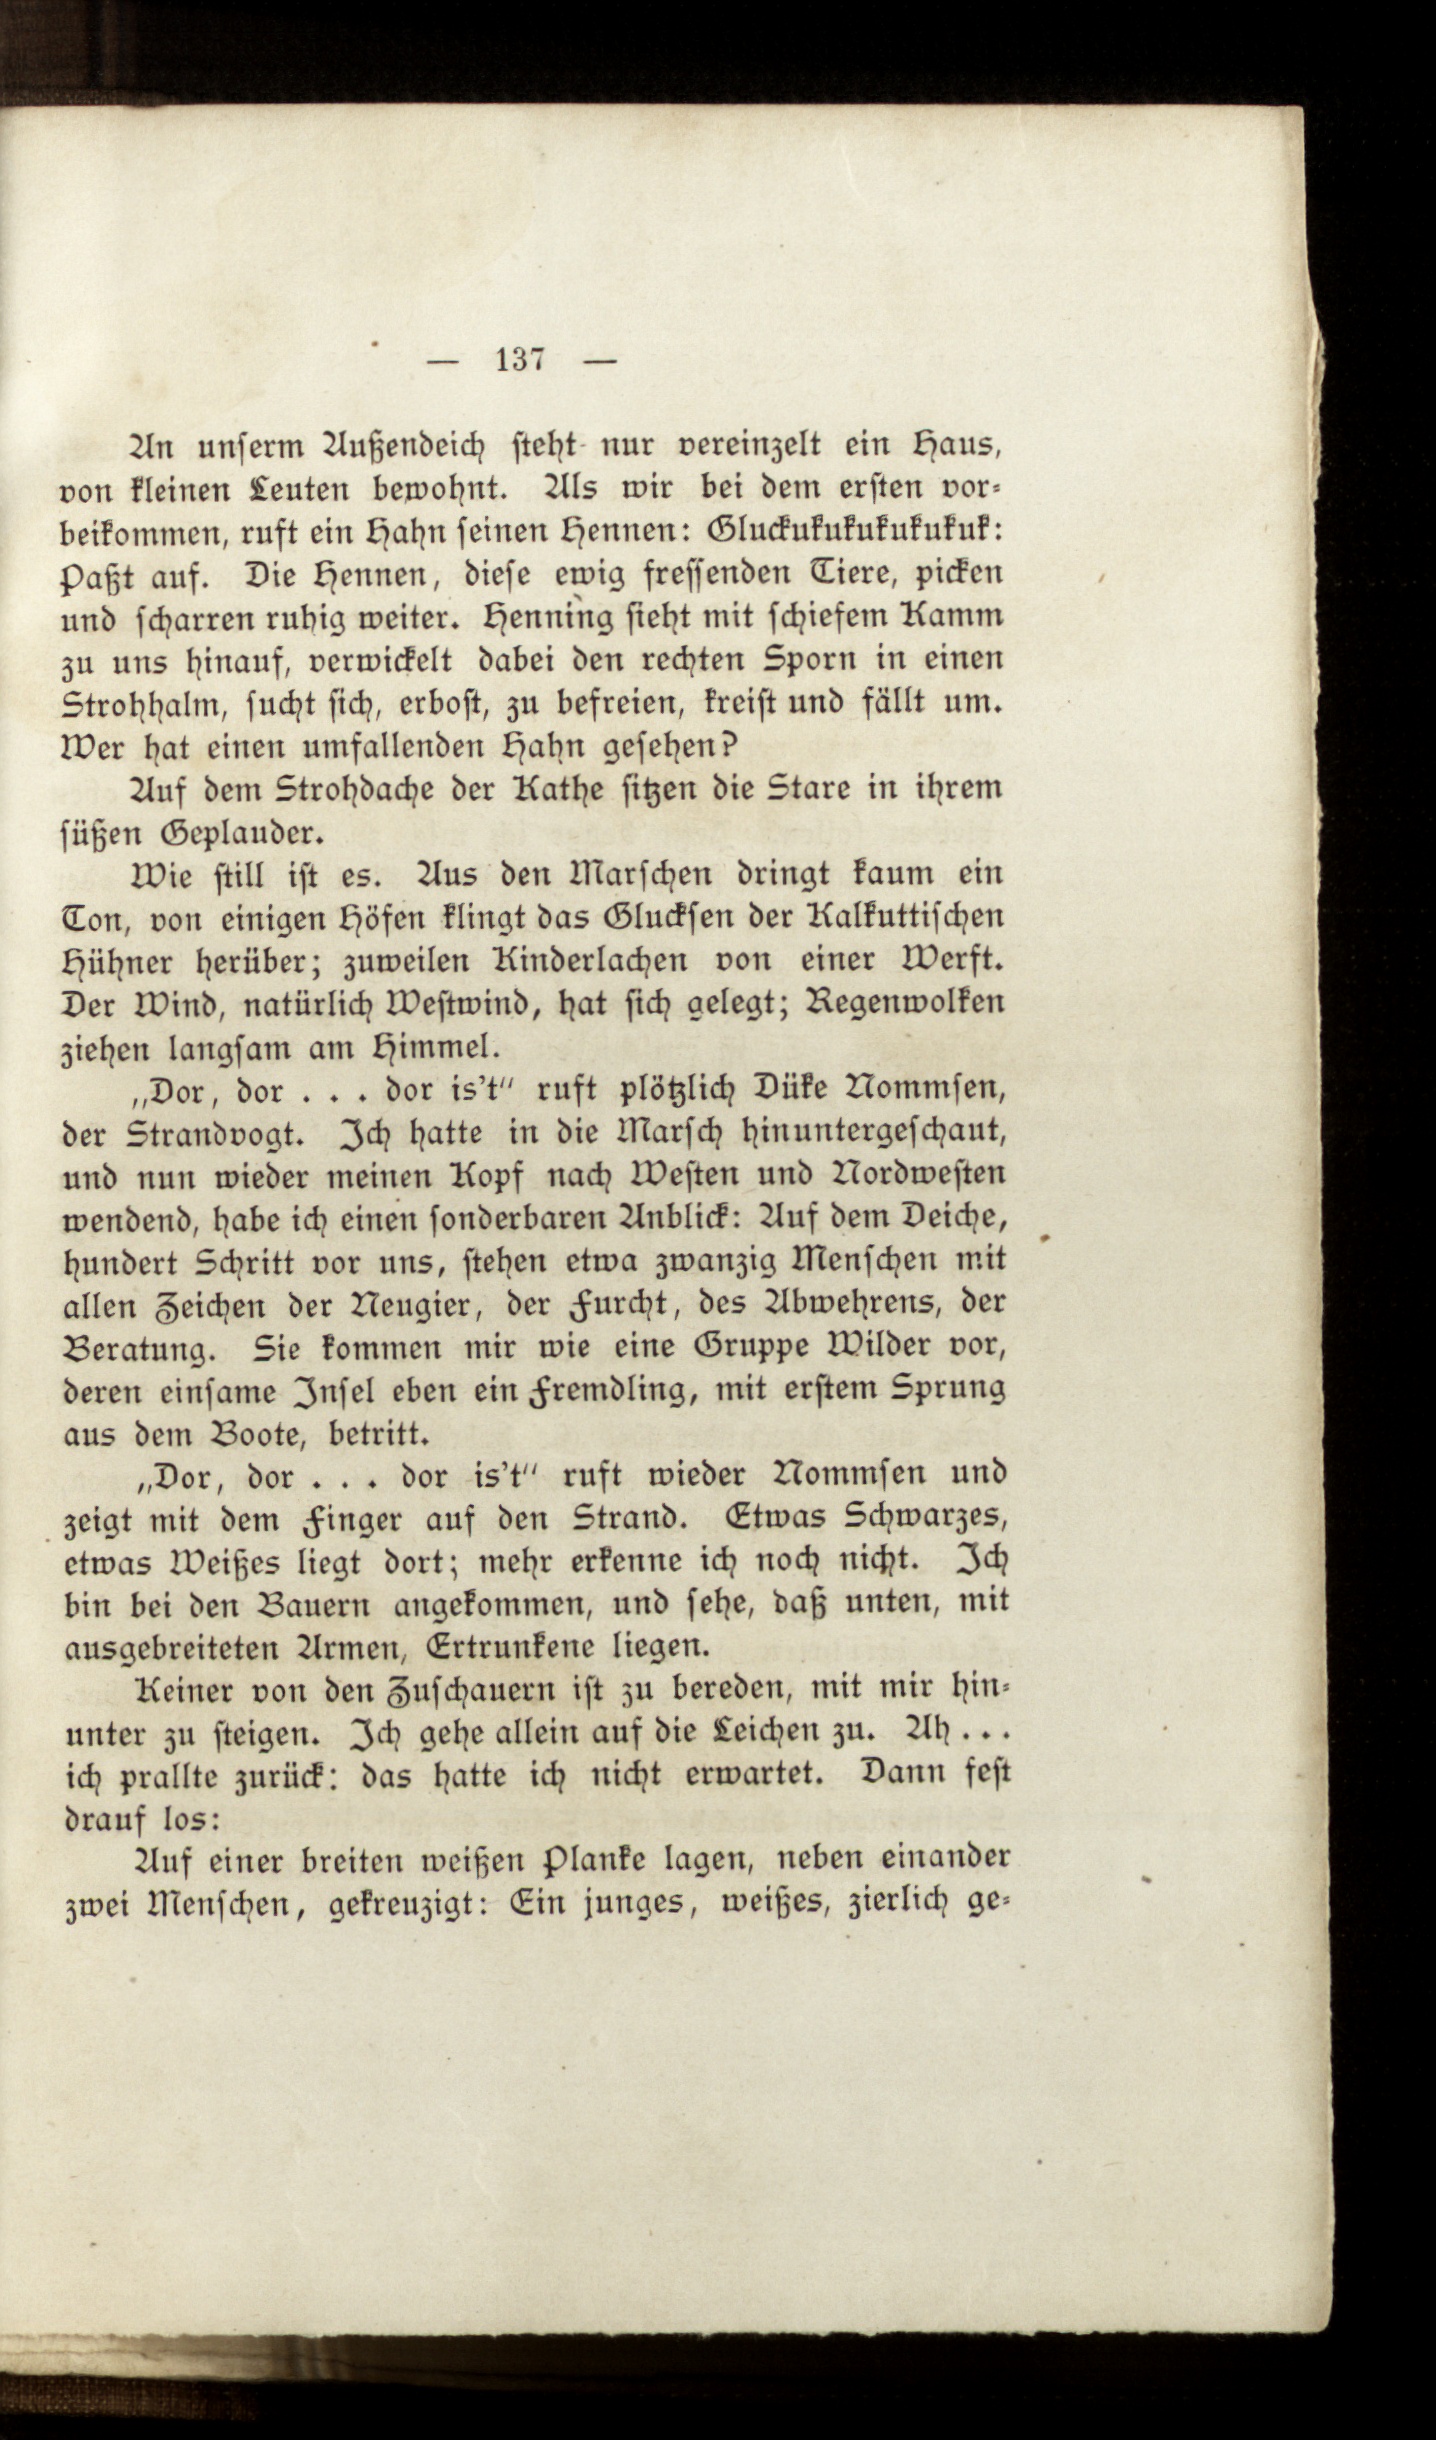 — 137 —
An unserm Außendeich steht nur vereinzelt ein Haus,
von kleinen Leuten bewohnt. Als wir bei dem ersten vor-
beikommen, ruft ein Hahn seinen Hennen: Gluckukukukukukuk:
Paßt auf. Die Hennen, diese ewig fressenden Tiere, picken
und scharren ruhig weiter. Henning sieht mit schiefem Kamm
zu uns hinauf, verwickelt dabei den rechten Sporn in einen
Strohhalm, sucht sich, erbost, zu befreien, kreist und fällt um.
Wer hat einen umfallenden Hahn gesehen?
Auf dem Strohdache der Kathe sitzen die Stare in ihrem
süßen Geplauder.
Wie still ist es. Aus den Marschen dringt kaum ein
Ton, von einigen Höfen klingt das Glucksen der Kalkuttischen
Hühner herüber; zuweilen Kinderlachen von einer Werft.
Der Wind, natürlich Westwind, hat sich gelegt; Regenwolken
ziehen langsam am Himmel.
„Dor, dor . . . dor is't“ ruft plötzlich Düke Nommsen,
der Strandvogt. Ich hatte in die Marsch hinuntergeschaut,
und nun wieder meinen Kopf nach Westen und Nordwesten
wendend, habe ich einen sonderbaren Anblick: Auf dem Deiche,
hundert Schritt vor uns, stehen etwa zwanzig Menschen mit
allen Zeichen der Neugier, der Furcht, des Abwehrens, der
Beratung. Sie kommen mir wie eine Gruppe Wilder vor,
deren einsame Insel eben ein Fremdling, mit erstem Sprung
aus dem Boote, betritt.
„Dor, dor . . . dor is't“ ruft wieder Nommsen und
zeigt mit dem Finger auf den Strand. Etwas Schwarzes,
etwas Weißes liegt dort; mehr erkenne ich noch nicht. Ich
bin bei den Bauern angekommen, und sehe, daß unten, mit
ausgebreiteten Armen, Ertrunkene liegen.
Keiner von den Zuschauern ist zu bereden, mit mir hin-
unter zu steigen. Ich gehe allein auf die Leichen zu. Ah . . .
ich prallte zurück: das hatte ich nicht erwartet. Dann fest
drauf los:
Auf einer breiten weißen Planke lagen, neben einander
zwei Menschen, gekreuzigt: Ein junges, weißes, zierlich ge-